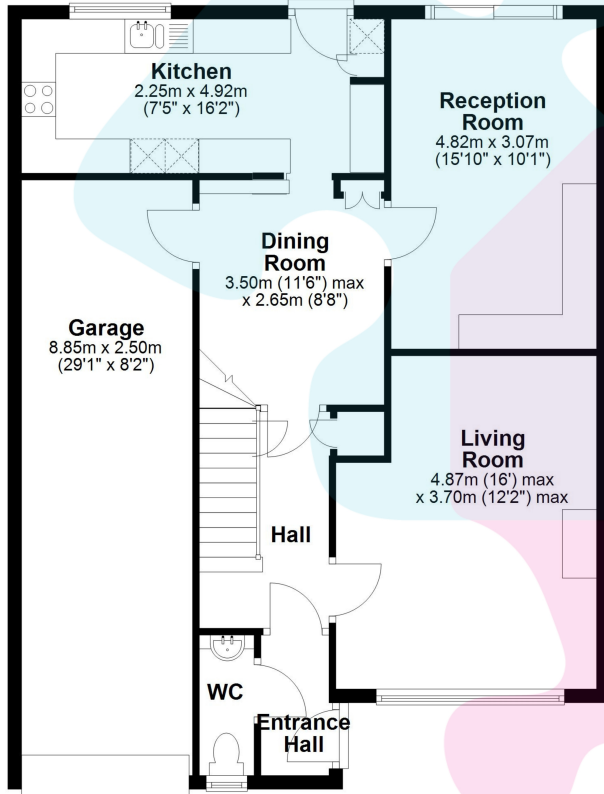 Kitchen
2.25m x 4.92m
(7'5" x 16'2")
Reception
Room
4.82m x 3.07m
(15'10" x 10'1")
Dining
Room
3.50m (11'6") max
x 2.65m (8'8")
Garage
8.85m x 2.50m
(29'1" x 8'2")
Living
Room
4.87m (16') max
x 3.70m (12'2") max
Hall
WC
Entrance
Hall